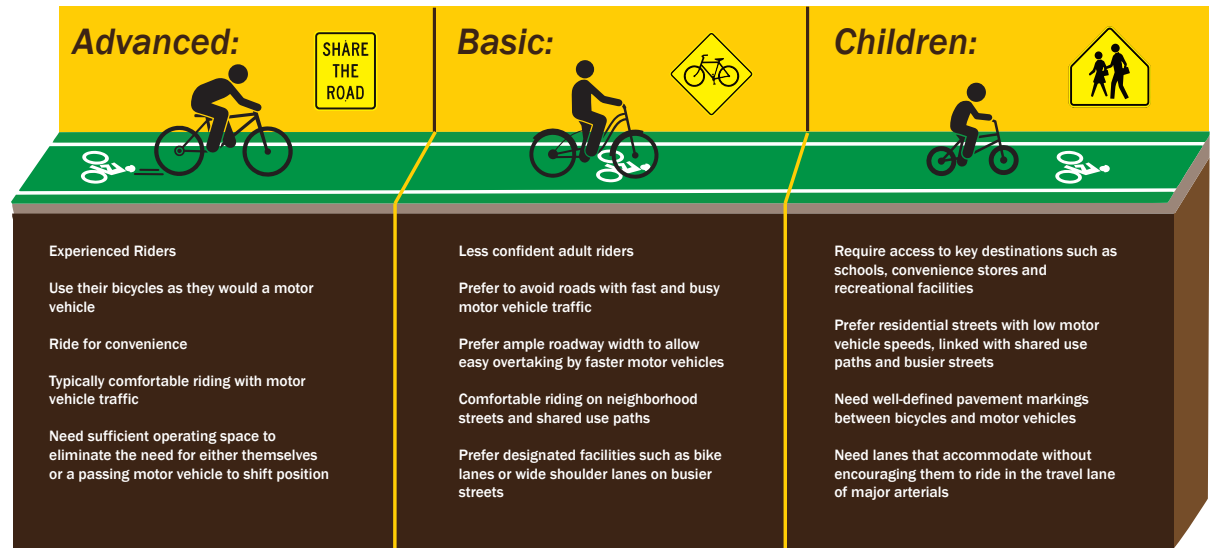 Advanced:
SHARE
THE
ROAD
Experienced Riders
Use their bicycles as they would a motor
vehicle
Ride for convenience
Typically comfortable riding with motor
vehicle traffic
Need sufficient operating space to
eliminate the need for either themselves
or a passing motor vehicle to shift position
Basic:
Less confident adult riders
Prefer to avoid roads with fast and busy
motor vehicle traffic
Prefer ample roadway width to allow
easy overtaking by faster motor vehicles
Comfortable riding on neighborhood
streets and shared use paths
Prefer designated facilities such as bike
lanes or wide shoulder lanes on busier
streets
Children:
Require access to key destinations such as
schools, convenience stores and
recreational facilities
Prefer residential streets with low motor
vehicle speeds, linked with shared use
paths and busier streets
Need well-defined pavement markings
between bicycles and motor vehicles
Need lanes that accommodate without
encouraging them to ride in the travel lane
of major arterials